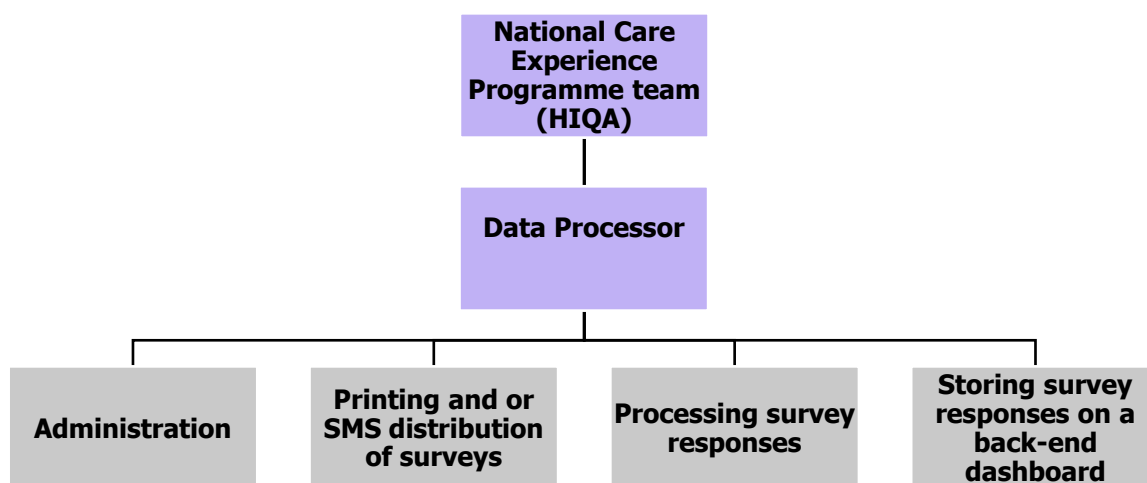 National Care
Experience
Programme team
(HIQA)
Data Processor
Administration
Printing and or
SMS distribution
of surveys
Processing survey
responses
Storing survey
responses on a
back-end
dashboard